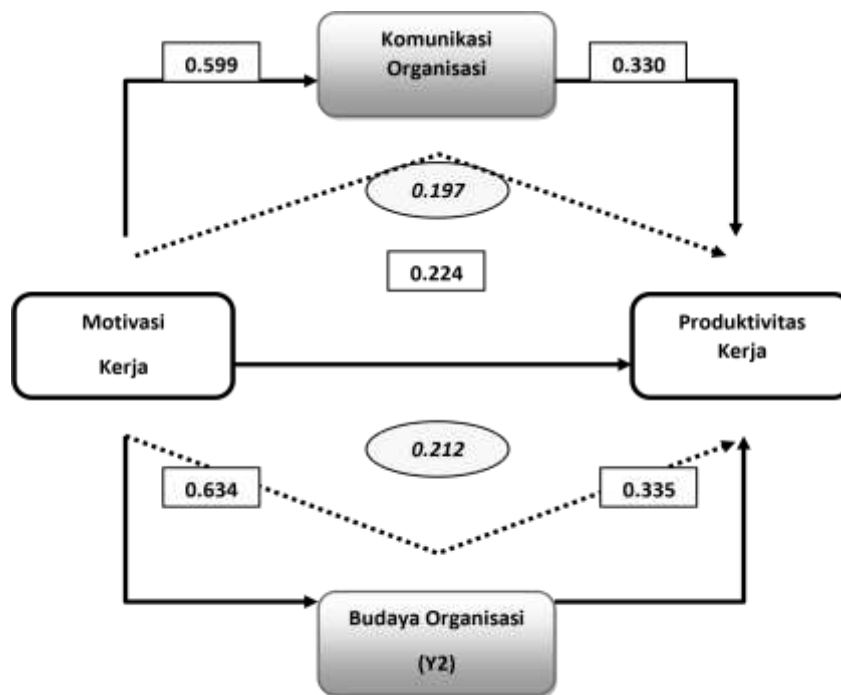 Komunikasi
Organisasi
0.599
0.330
0.197
0.224
Motivasi
Kerja
Produktivitas
Kerja
0.212
0.634
0.335
Budaya Organisasi
(Y2)